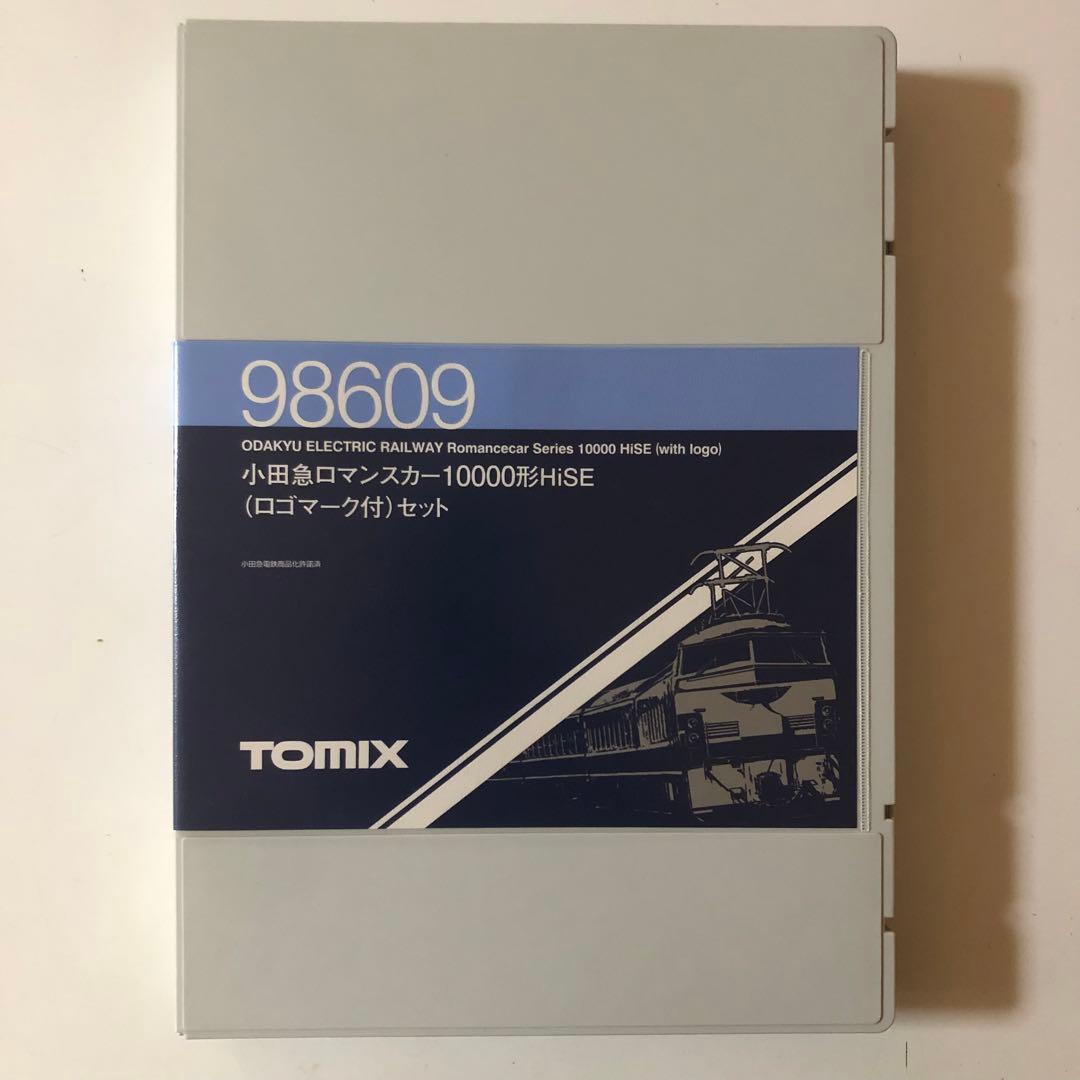 98609
ODAKYU ELECTRIC RAILWAY Romancecar Series 10000 HiSE (with logo)
小田急ロマンスカー10000形HiSE
(ロゴマーク付)セット
小田急電鉄商品化許諾済
TOMIX